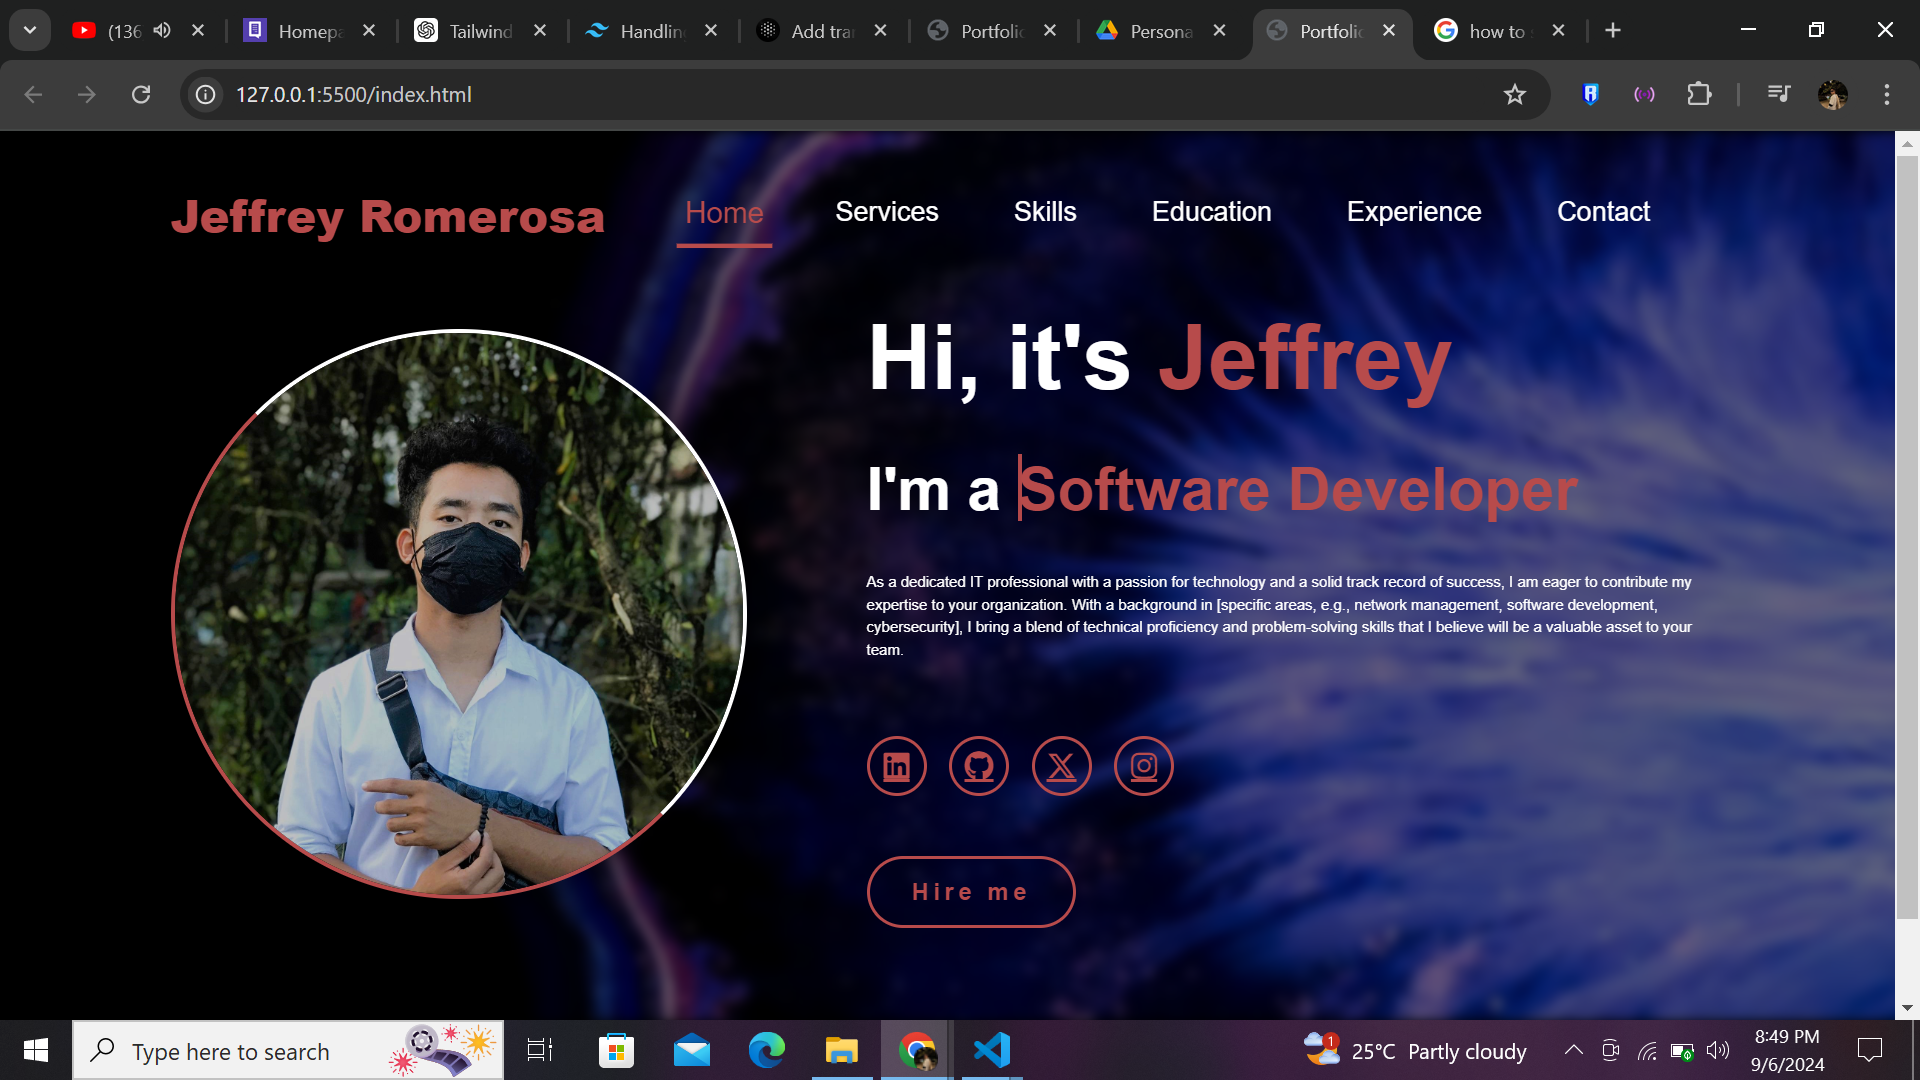 (136
Homepa
Tailwind
Handlin
Add tra
Portfolio
Persona
Portfolio
how to
127.0.0.1:5500/index.html
Jeffrey Romerosa
Home
Services
Skills
Education
Experience
Contact
Hi, it's Jeffrey
I'm a Software Developer
As a dedicated IT professional with a passion for technology and a solid track record of success, I am eager to contribute my
expertise to your organization. With a background in [specific areas, e.g., network management, software development,
cybersecurity], I bring a blend of technical proficiency and problem-solving skills that I believe will be a valuable asset to your
team.
Hire me
Type here to search
1
25°C Partly cloudy
8:49 PM
9/6/2024